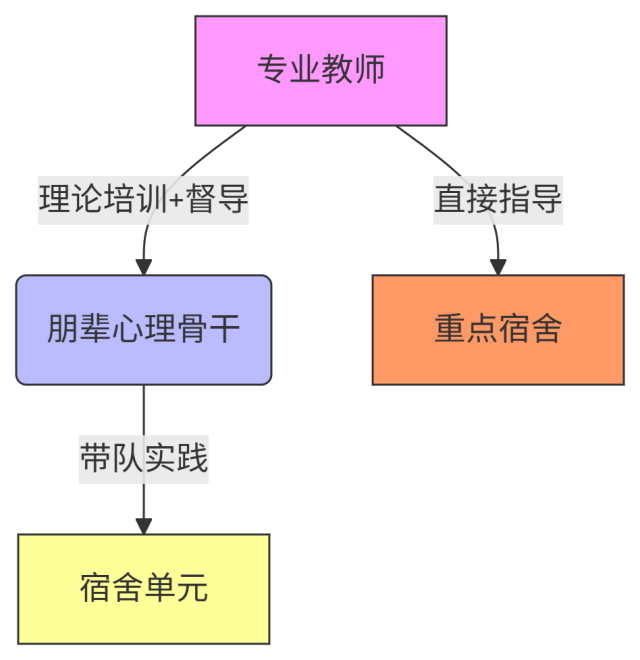 专业教师
理论培训+督导
直接指导
朋辈心理骨干
重点宿舍
带队实践
宿舍单元